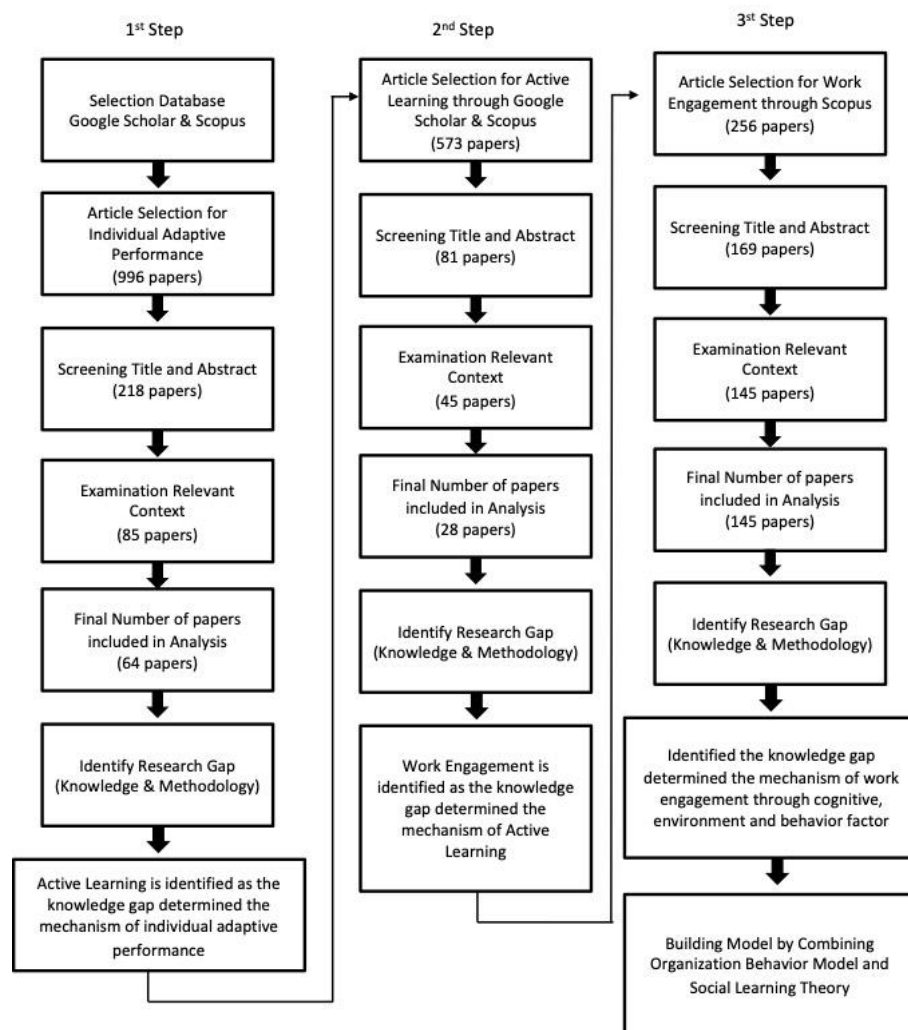 1st Step
Selection Database
Google Scholar & Scopus
Article Selection for
Individual Adaptive
Performance
(996 papers)
Screening Title and Abstract
(218 papers)
Examination Relevant
Context
(85 papers)
Final Number of papers
included in Analysis
(64 papers)
Identify Research Gap
(Knowledge & Methodology)
Active Learning is identified as the
knowledge gap determined the
mechanism of individual adaptive
performance
2nd Step
Article Selection for Active
Learning through Google
Scholar & Scopus
(573 papers)
Screening Title and Abstract
(81 papers)
Examination Relevant
Context
(45 papers)
Final Number of papers
included in Analysis
(28 papers)
Identify Research Gap
(Knowledge & Methodology)
Work Engagement is
identified as the knowledge
gap determined the
mechanism of Active
Learning
3st Step
Article Selection for Work
Engagement through Scopus
(256 papers)
Screening Title and Abstract
(169 papers)
Examination Relevant
Context
(145 papers)
Final Number of papers
included in Analysis
(145 papers)
Identify Research Gap
(Knowledge & Methodology)
Identified the knowledge gap
determined the mechanism of work
engagement through cognitive,
environment and behavior factor
Building Model by Combining
Organization Behavior Model and
Social Learning Theory